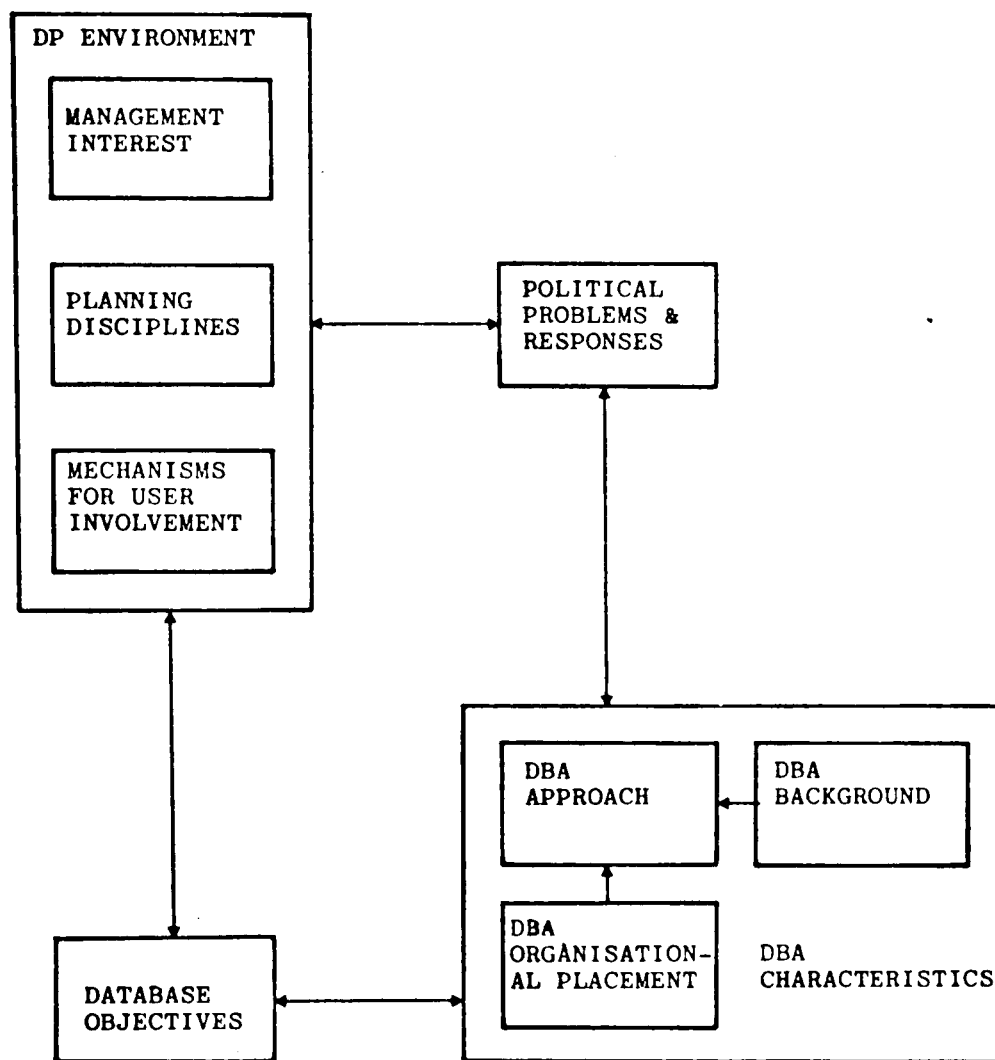 DP ENVIRONMENT
MANAGEMENT
INTEREST
PLANNING
DISCIPLINES
MECHANISMS
FOR USER
INVOLVEMENT
POLITICAL
PROBLEMS &
RESPONSES
DBA
APPROACH
DBA
BACKGROUND
DBA
ORGANISATION-
AL PLACEMENT
DBA
CHARACTERISTICS
DATABASE
OBJECTIVES